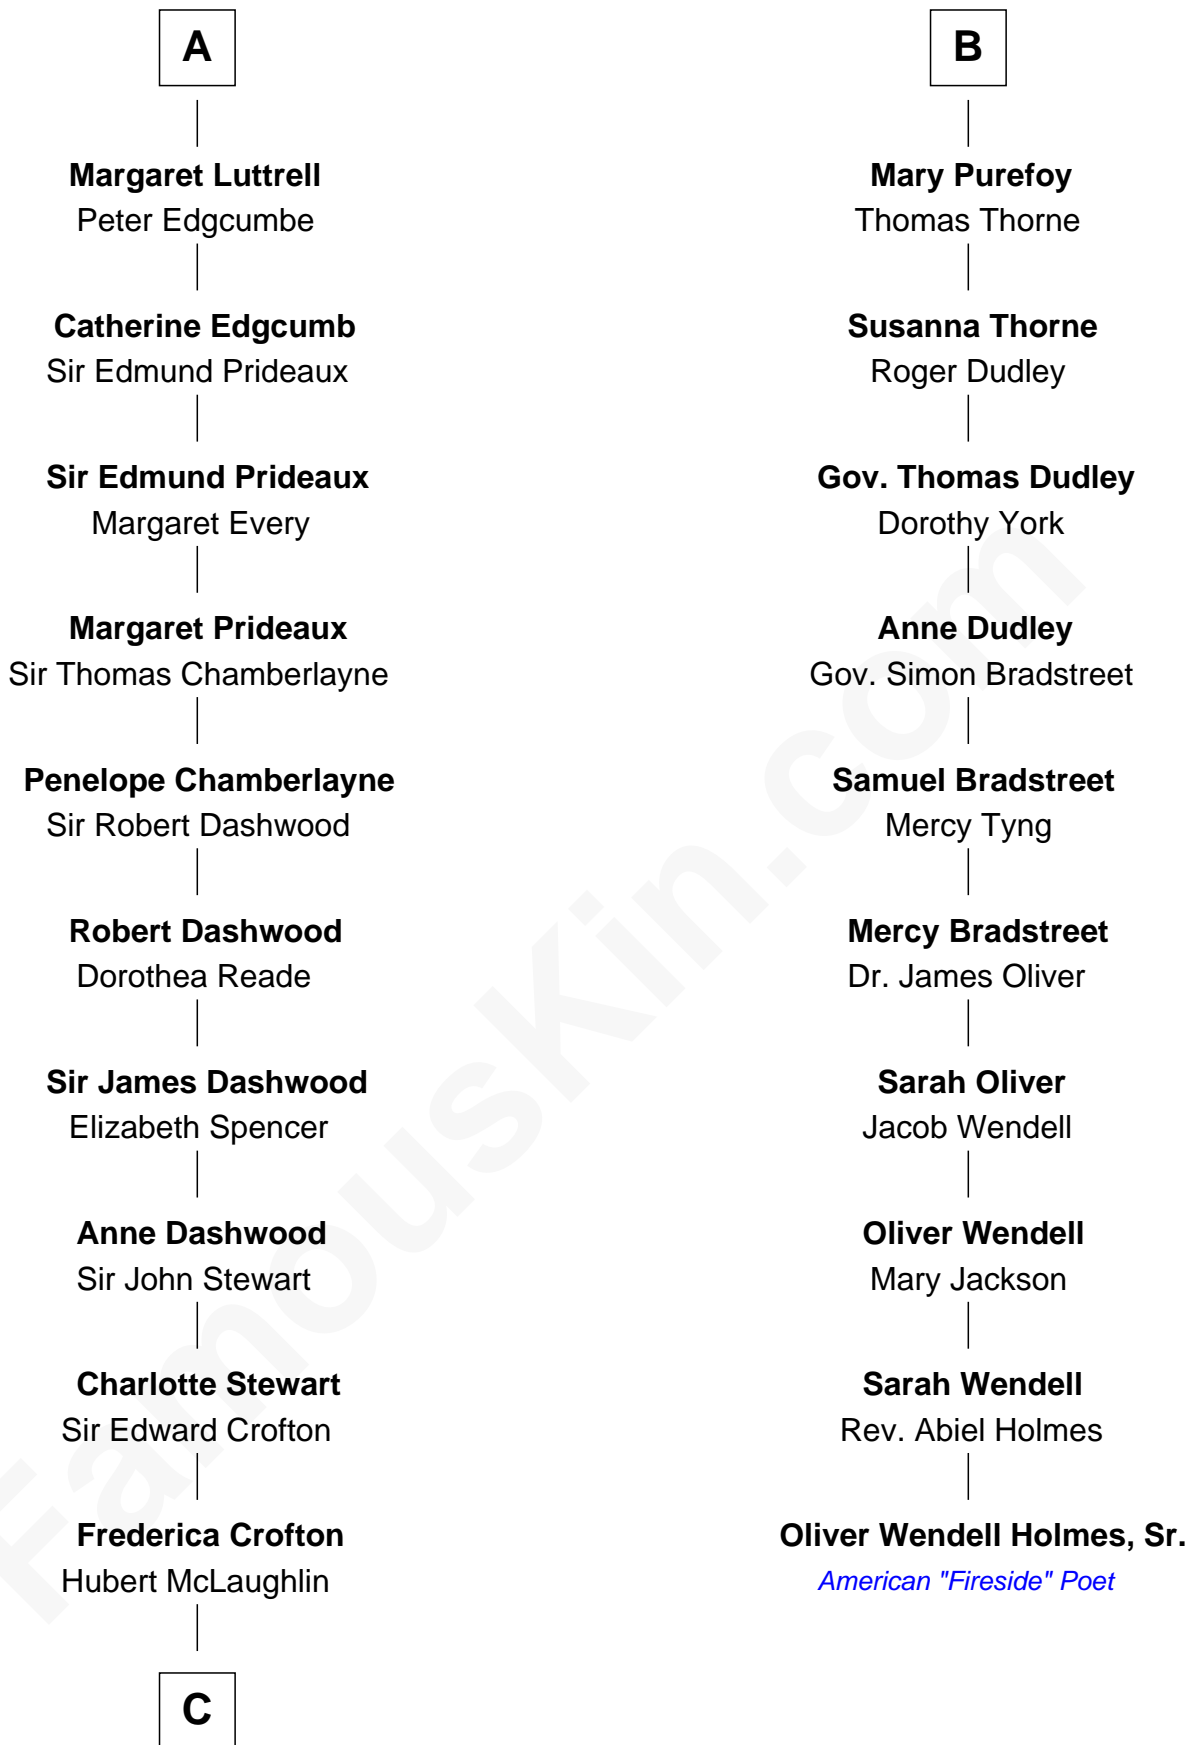 A
Margaret Luttrell
Peter Edgcumbe
Catherine Edgcumb
Sir Edmund Prideaux
Sir Edmund Prideaux
Margaret Every
Margaret Prideaux
Sir Thomas Chamberlayne
Penelope Chamberlayne
Sir Robert Dashwood
Robert Dashwood
Dorothea Reade
Sir James Dashwood
Elizabeth Spencer
Anne Dashwood
Sir John Stewart
Charlotte Stewart
Sir Edward Crofton
Frederica Crofton
Hubert McLaughlin
C
B
Mary Purefoy
Thomas Thorne
Susanna Thorne
Roger Dudley
Gov. Thomas Dudley
Dorothy York
Anne Dudley
Gov. Simon Bradstreet
Samuel Bradstreet
Mercy Tyng
Mercy Bradstreet
Dr. James Oliver
Sarah Oliver
Jacob Wendell
Oliver Wendell
Mary Jackson
Sarah Wendell
Rev. Abiel Holmes
Oliver Wendell Holmes, Sr.
American "Fireside" Poet
FamousKin.com